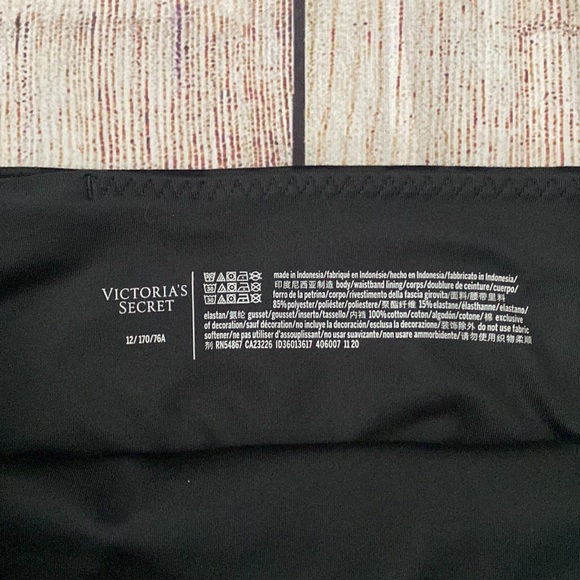 VICTORIA'S
SECRET
12/170/76A
made in Indonesia/fabriqué en Indonésie/hecho en Indonesia/fabbricato in Indonesia/
印度尼西亚制造 body/waistband lining/corps/doublure de ceinture/cuerpo/
forro de la petrina/corpo/rivestimento della fascia girovita/面料/腰带里料
85%polyester/poliéster/poliestere/聚酯纤维 15%elastane/élasthanne/elastano/
elastan/氨纶 gusset/gousset/inserto/tassello/内裆 100%cotton/coton/algodón/cotone/棉 exclusive
of decoration/sauf décoration/no incluye la decoración/esclusa la decorazione/装饰除外 do not use fabric
softener/ne pas utiliser d'assouplissant/no usar suavizante/non usare ammorbidente/请勿使用织物柔顺
剂 RN54867 CA23226 ID36013617 406007 11 20